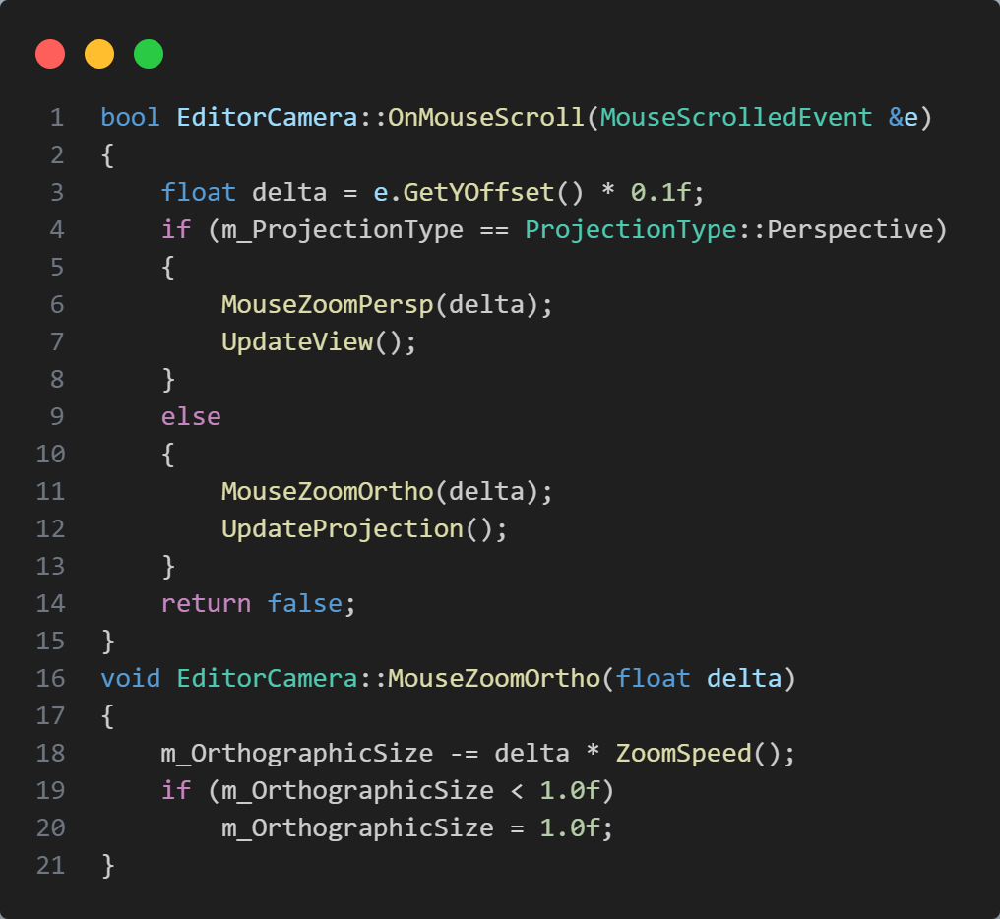 1 bool EditorCamera::OnMouseScroll(MouseScrolledEvent &e)
2 {
3     float delta = e.GetYOffset() * 0.1f;
4     if (m_ProjectionType == ProjectionType::Perspective)
5     {
6         MouseZoomPersp(delta);
7         UpdateView();
8     }
9     else
10     {
11         MouseZoomOrtho(delta);
12         UpdateProjection();
13     }
14     return false;
15 }
16 void EditorCamera::MouseZoomOrtho(float delta)
17 {
18     m_OrthographicSize -= delta * ZoomSpeed();
19     if (m_OrthographicSize < 1.0f)
20         m_OrthographicSize = 1.0f;
21 }